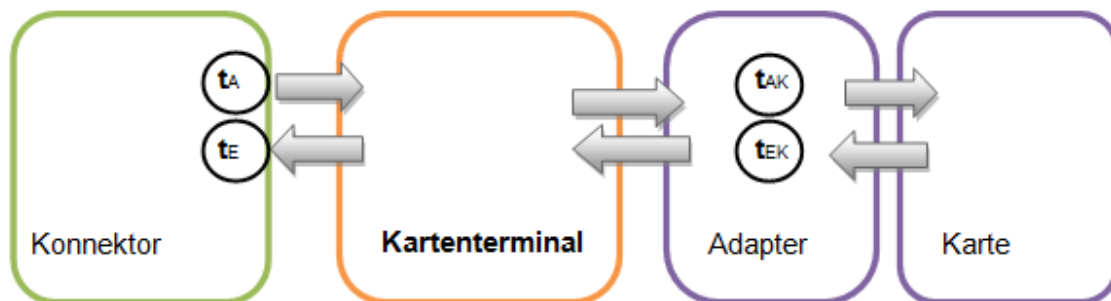 tA
tE
tAK
tEK
Konnektor
Kartenterminal
Adapter
Karte